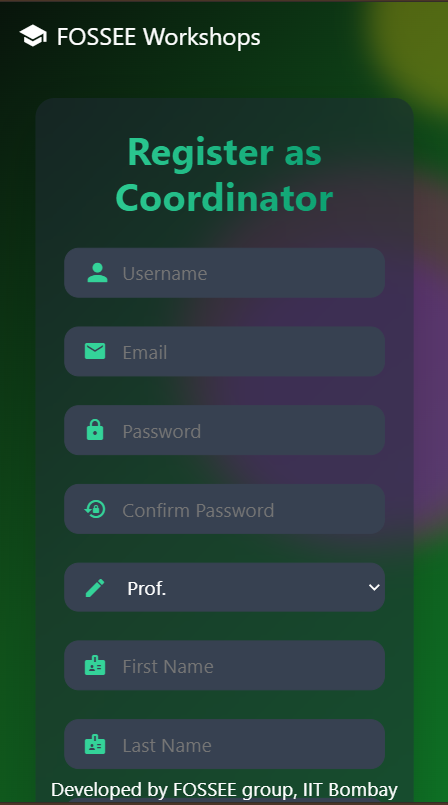 FOSSEE Workshops
Register as
Coordinator
Username
Email
Password
Confirm Password
Prof.
First Name
Last Name
Developed by FOSSEE group, IIT Bombay